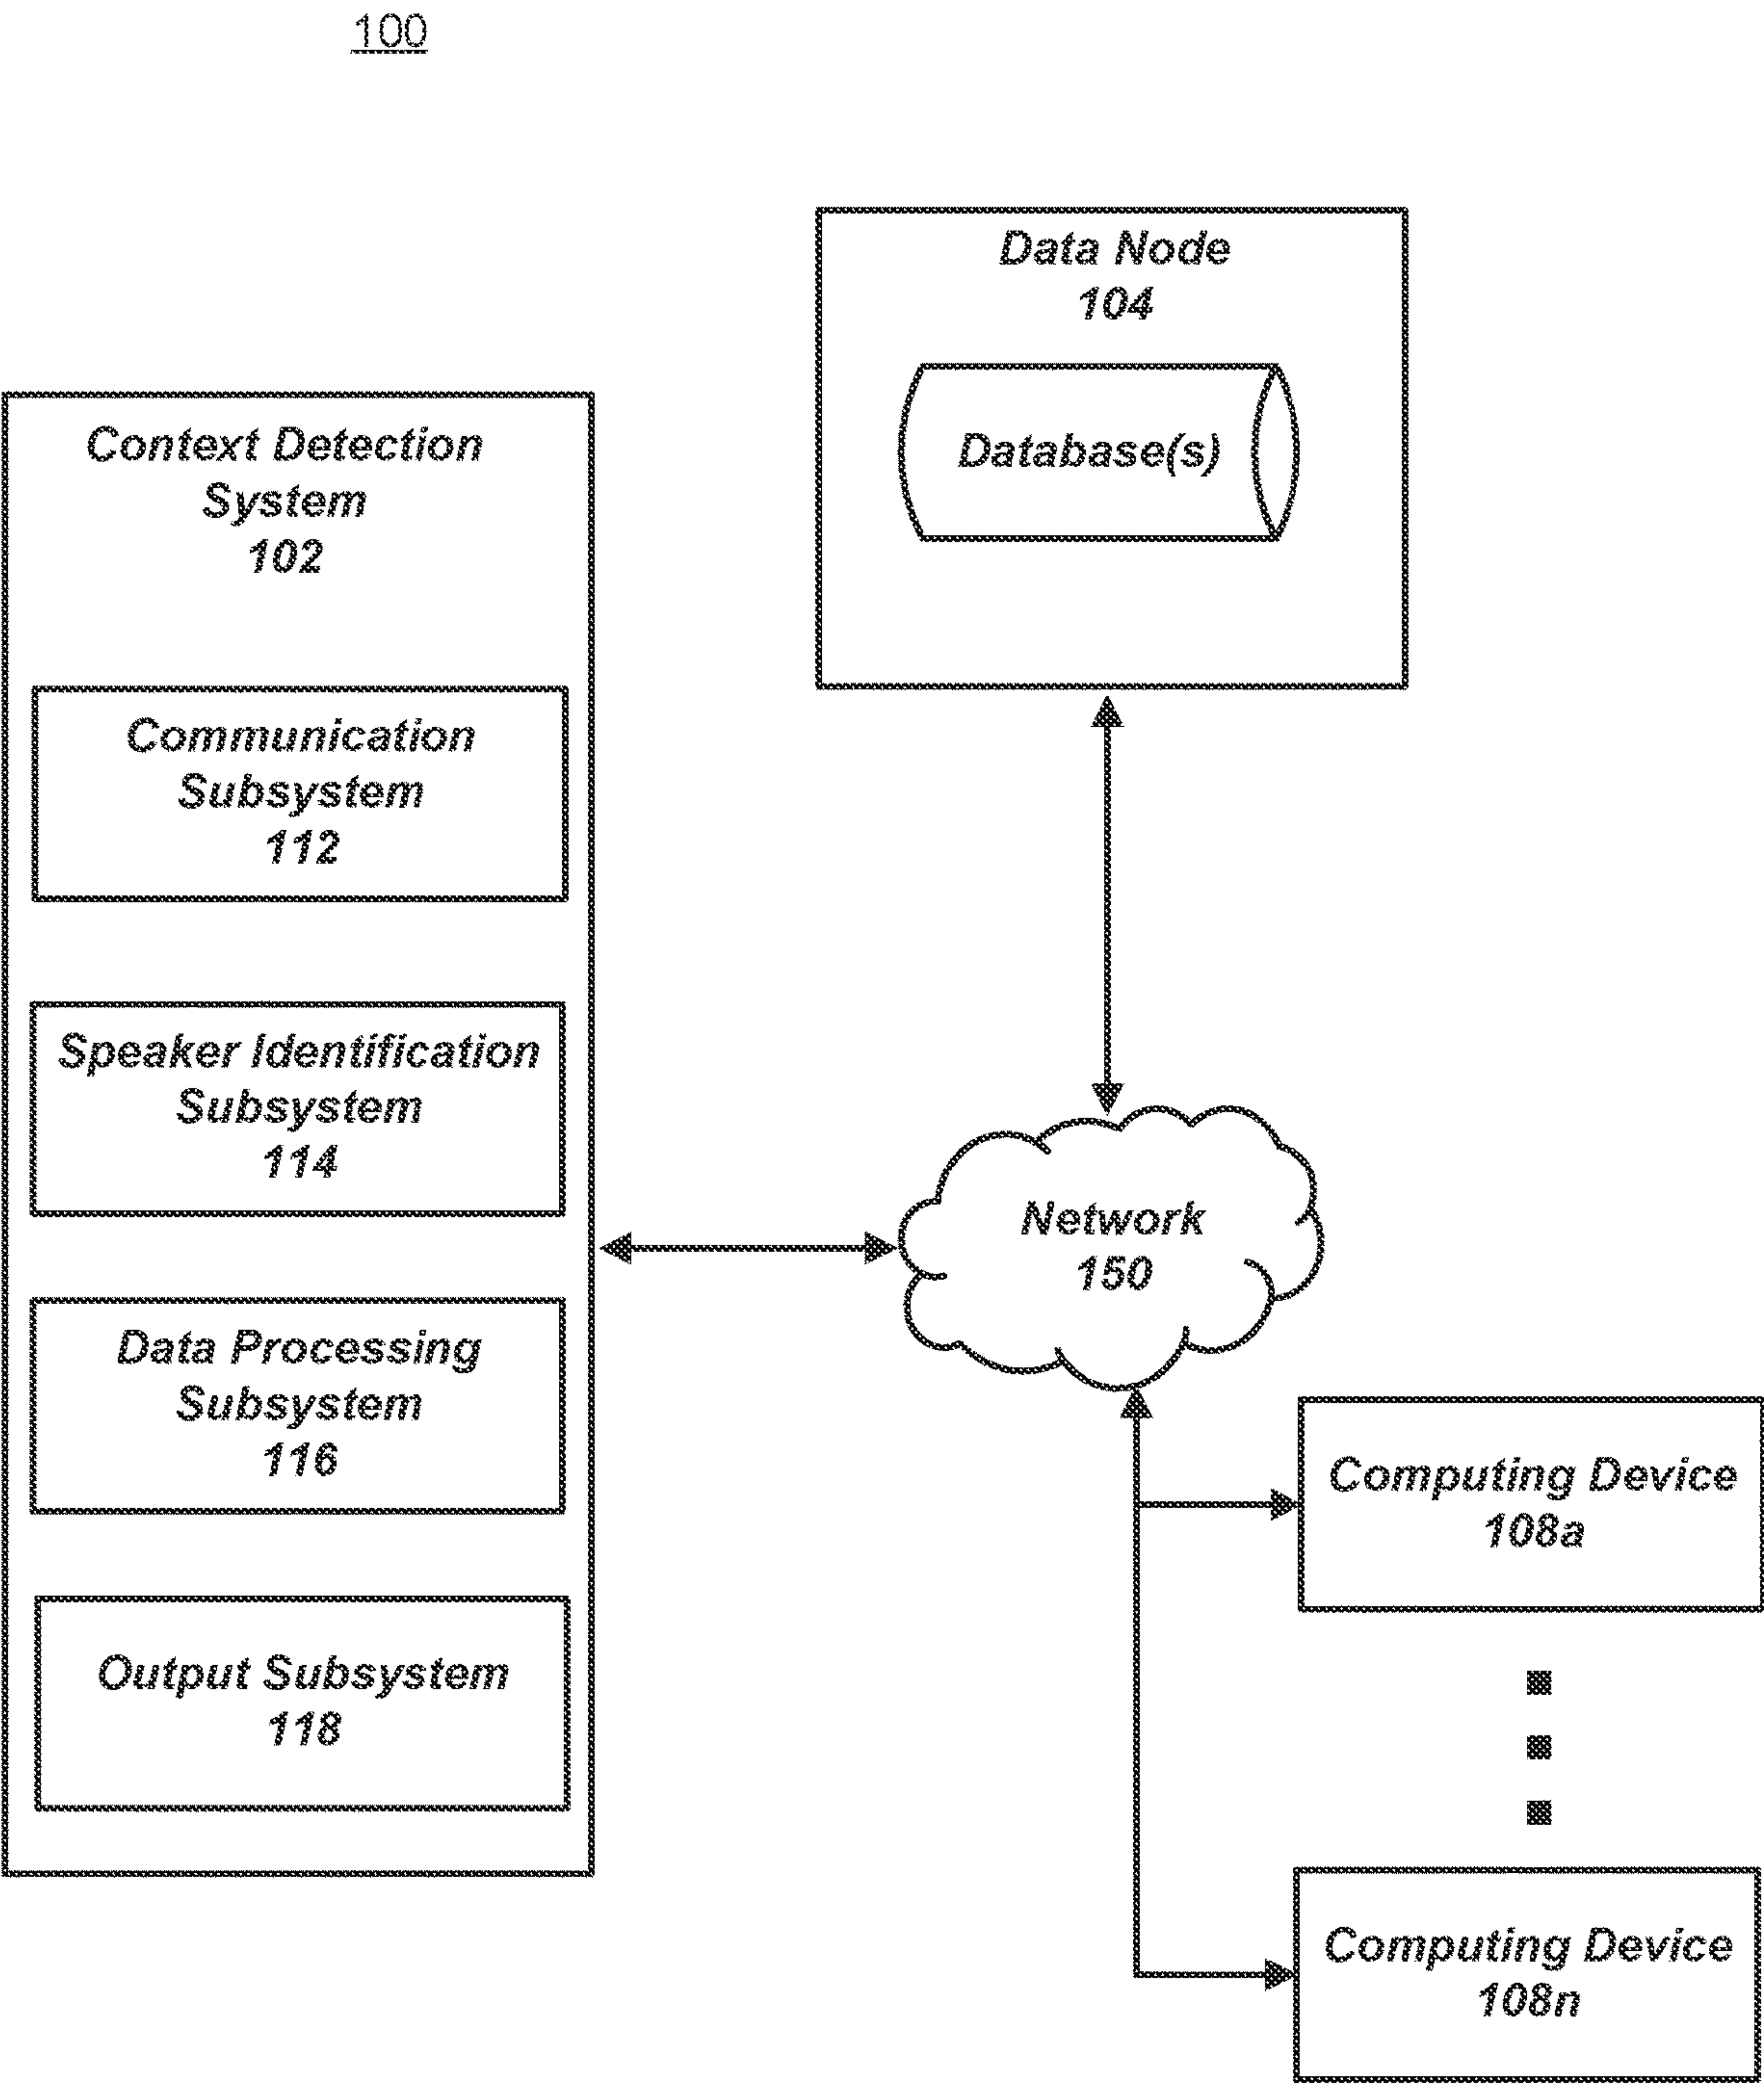 100
Data Node
104
Database(s)
Context Detection
System
102
Communication
Subsystem
112
Speaker Identification
Subsystem
114
Data Processing
Subsystem
116
Output Subsystem
118
Network
150
Computing Device
108a
Computing Device
108n